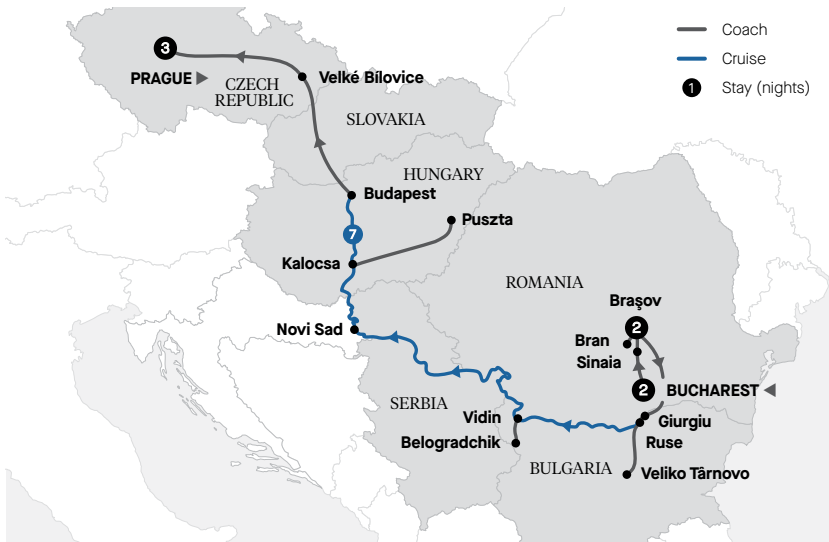 Coach
Cruise
1 Stay (nights)
3
PRAGUE
CZECH
REPUBLIC
Velké Bílovice
SLOVAKIA
HUNGARY
Budapest
Puszta
7
Kalocsa
ROMANIA
Braşov
2
Novi Sad
Bran
Sinaia
2
BUCHAREST
SERBIA
Vidin
Giurgiu
Belogradchik
Ruse
BULGARIA
Veliko Târnovo